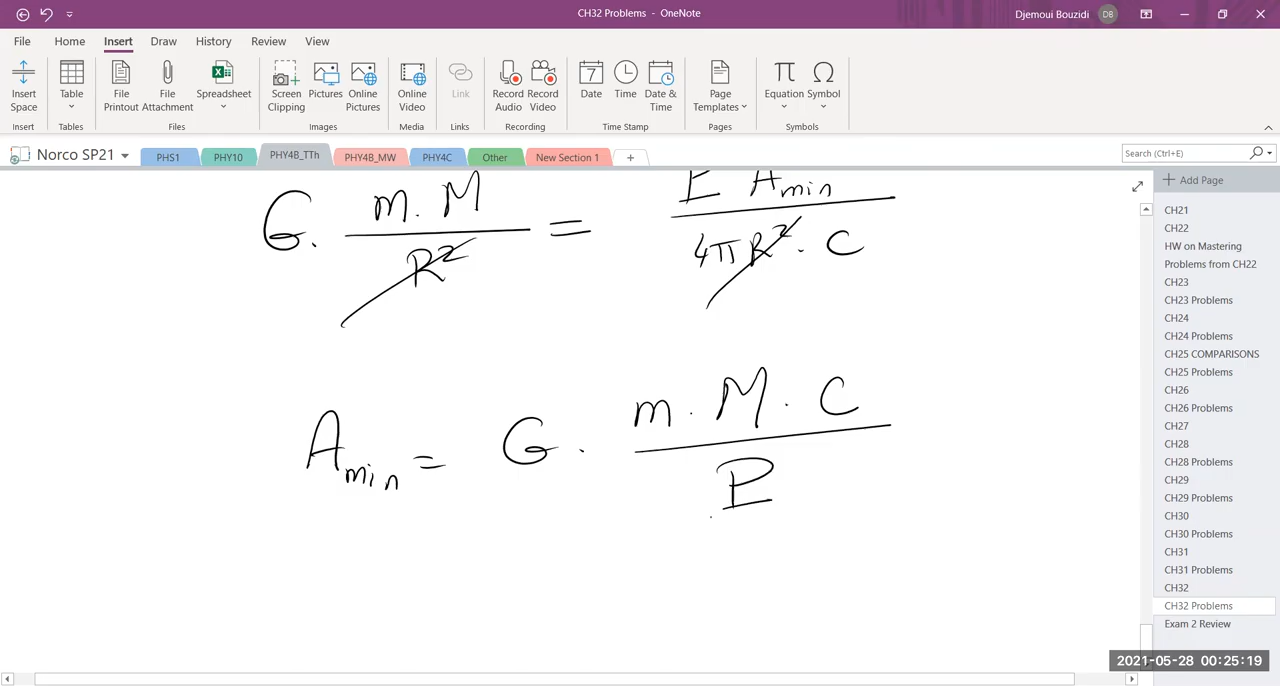 CH32 Problems - OneNote
Djemoui Bouzidi DB
File Home Insert Draw History Review View
Insert Space Table File Printout File Attachment Spreadsheet Screen Clipping Pictures Online Pictures Online Video Link Record Audio Record Video Date Time Date & Time Page Templates Equation Symbol
Insert Tables Files Images Media Links Recording Time Stamp Pages Symbols
Norco SP21 PHS1 PHY10 PHY4B_TTh PHY4B_MW PHY4C Other New Section 1 +
Search (Ctrl+E)
Add Page
CH21
CH22
HW on Mastering
Problems from CH22
CH23
CH23 Problems
CH24
CH24 Problems
CH25 COMPARISONS
CH25 Problems
CH26
CH26 Problems
CH27
CH28
CH28 Problems
CH29
CH29 Problems
CH30
CH30 Problems
CH31
CH31 Problems
CH32
CH32 Problems
Exam 2 Review
G. m. M / R² = P Amin / 4πR². C
Amin = G. m. M. C / P
2021-05-28 00:25:19